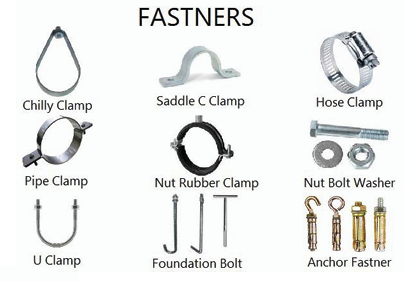 FASTNERS
Chilly Clamp
Saddle C Clamp
Hose Clamp
Pipe Clamp
Nut Rubber Clamp
Nut Bolt Washer
U Clamp
Foundation Bolt
Anchor Fastner